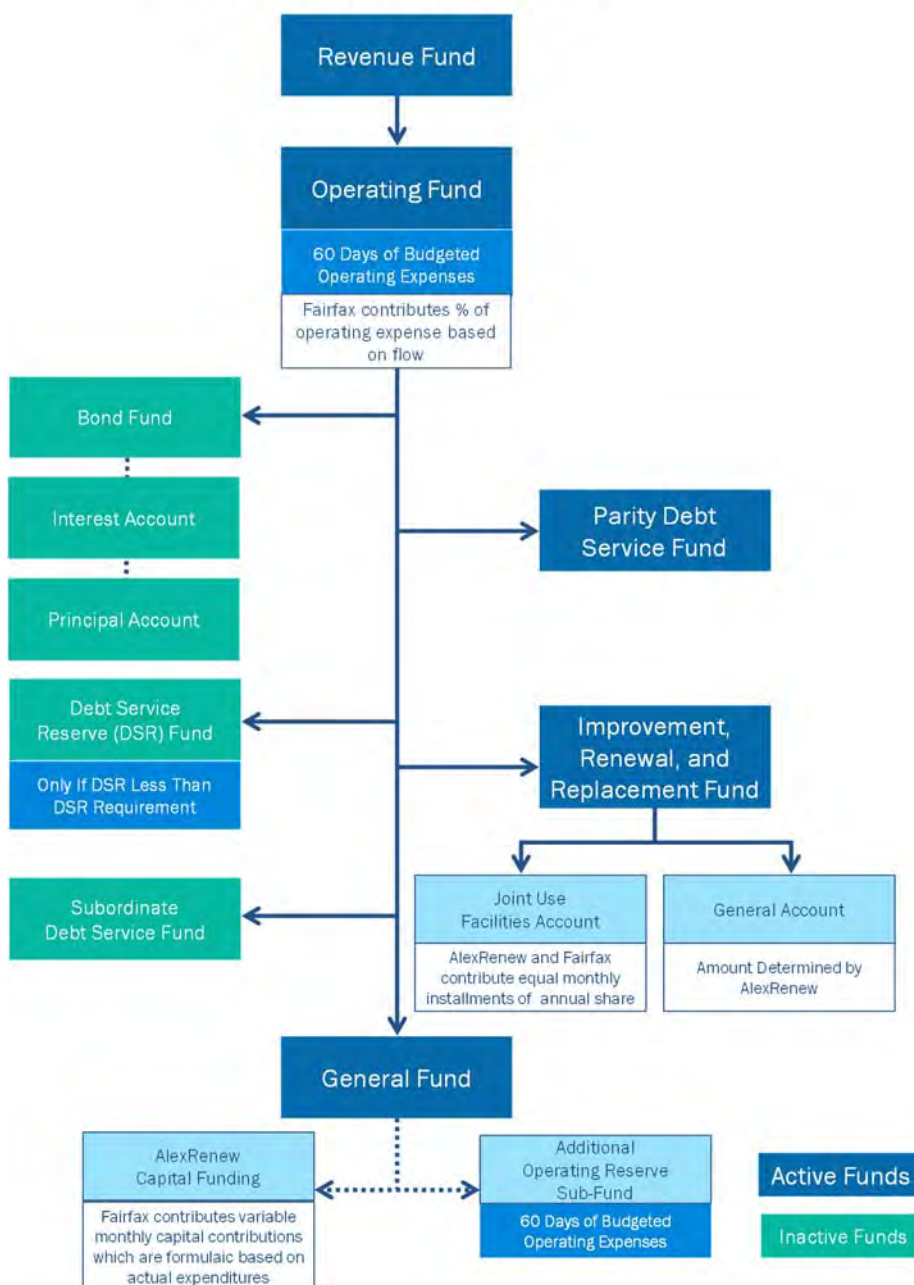 Revenue Fund
Operating Fund
60 Days of Budgeted
Operating Expenses
Fairfax contributes % of
operating expense based
on flow
Bond Fund
Interest Account
Principal Account
Parity Debt
Service Fund
Debt Service
Reserve (DSR) Fund
Only If DSR Less Than
DSR Requirement
Improvement,
Renewal, and
Replacement Fund
Subordinate
Debt Service Fund
Joint Use
Facilities Account
AlexRenew and Fairfax
contribute equal monthly
installments of annual share
General Account
Amount Determined by
AlexRenew
General Fund
AlexRenew
Capital Funding
Fairfax contributes variable
monthly capital contributions
which are formulaic based on
actual expenditures
Additional
Operating Reserve
Sub-Fund
60 Days of Budgeted
Operating Expenses
Active Funds
Inactive Funds